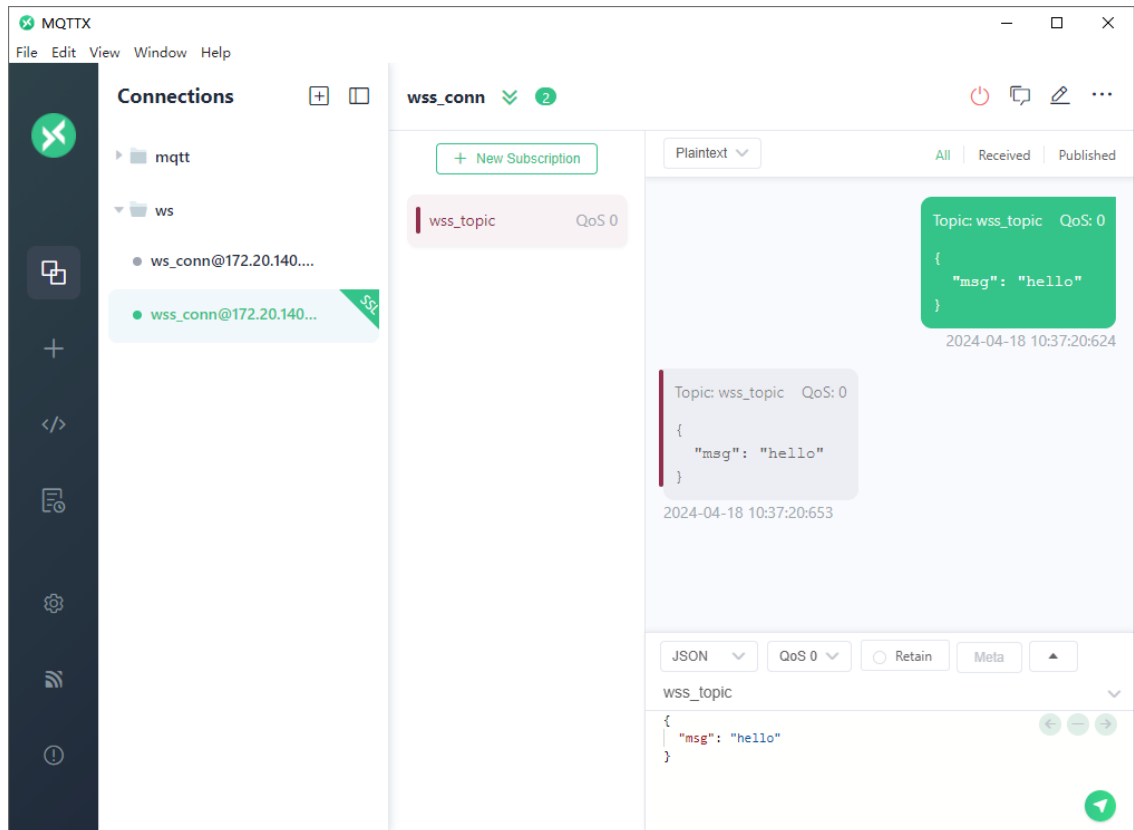 MQTTX
File Edit View Window Help
Connections
mqtt
ws
ws_conn@172.20.140....
wss_conn@172.20.140...
SSL
wss_conn 2
+ New Subscription
wss_topic QoS 0
Plaintext
All Received Published
Topic: wss_topic QoS: 0
{
"msg": "hello"
}
2024-04-18 10:37:20:624
Topic: wss_topic QoS: 0
{
"msg": "hello"
}
2024-04-18 10:37:20:653
JSON QoS 0 Retain Meta
wss_topic
{
"msg": "hello"
}